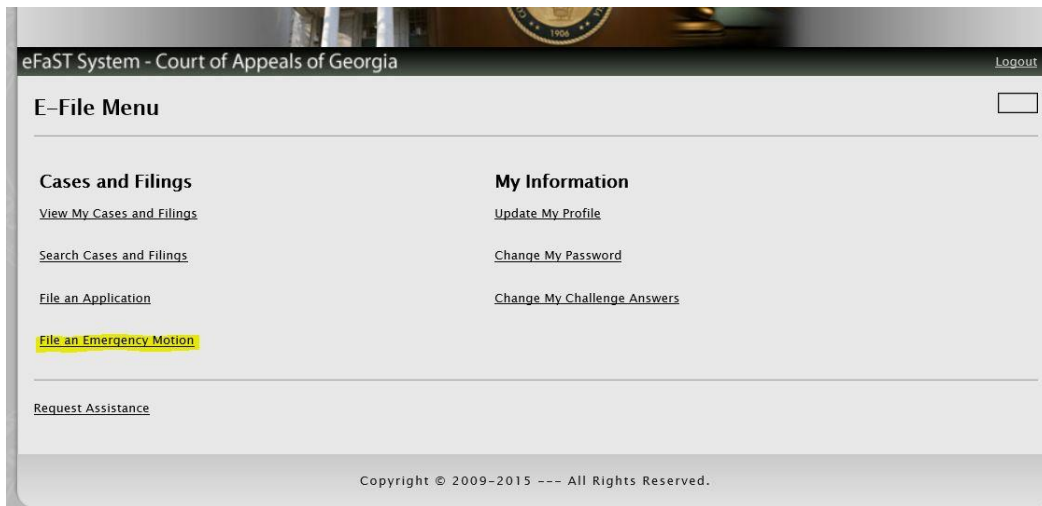 1906
eFaST System - Court of Appeals of Georgia
Logout
E-File Menu
Cases and Filings
View My Cases and Filings
Search Cases and Filings
File an Application
File an Emergency Motion
My Information
Update My Profile
Change My Password
Change My Challenge Answers
Request Assistance
Copyright © 2009-2015 --- All Rights Reserved.